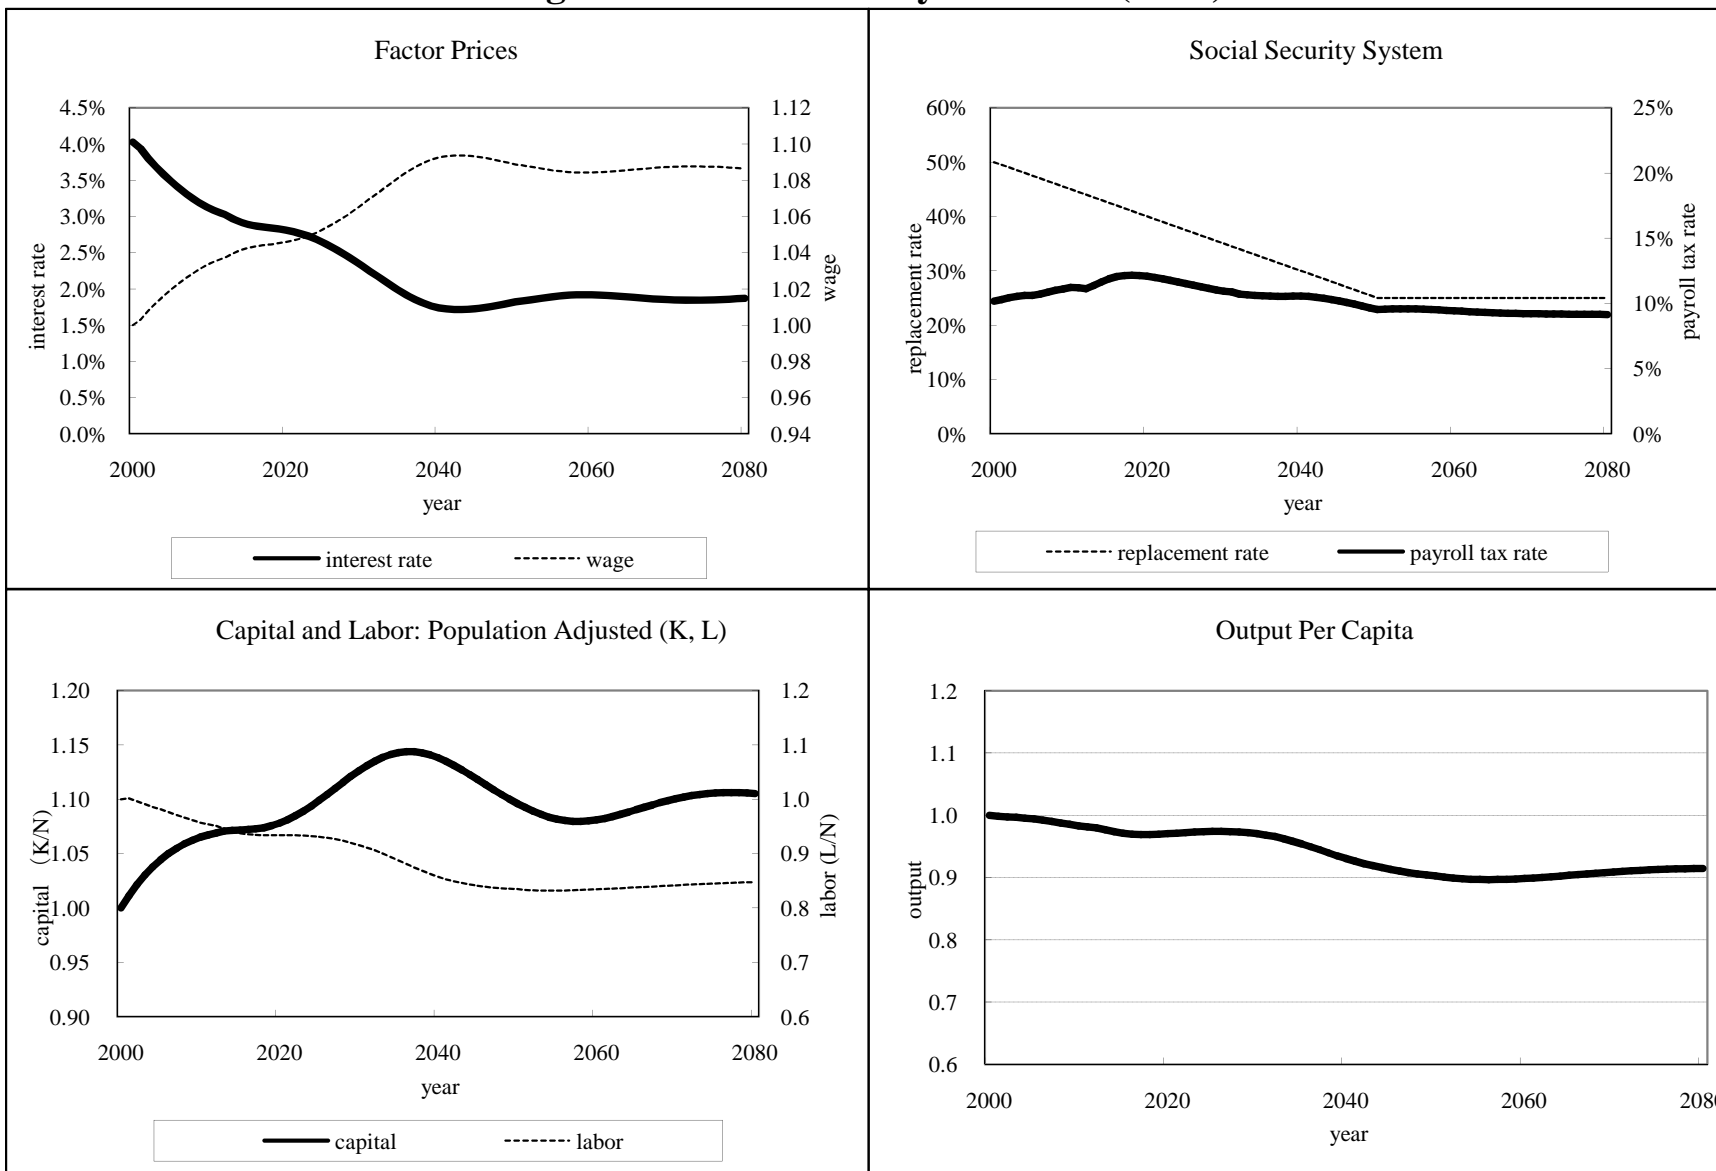 Factor Prices
4.5%
4.0%
3.5%
3.0%
2.5%
2.0%
1.5%
1.0%
0.5%
0.0%
interest rate
1.12
1.10
1.08
1.06
1.04
1.02
1.00
0.98
0.96
0.94
wage
2000 2020 2040 2060 2080
year
interest rate wage
Social Security System
60%
50%
40%
30%
20%
10%
0%
replacement rate
25%
20%
15%
10%
5%
0%
payroll tax rate
2000 2020 2040 2060 2080
year
replacement rate payroll tax rate
Capital and Labor: Population Adjusted (K, L)
1.20
1.15
1.10
1.05
1.00
0.95
0.90
capital （K/N)
1.2
1.1
1.0
0.9
0.8
0.7
0.6
labor (L/N)
2000 2020 2040 2060 2080
year
capital labor
Output Per Capita
1.2
1.1
1.0
0.9
0.8
0.7
0.6
output
2000 2020 2040 2060 208
year